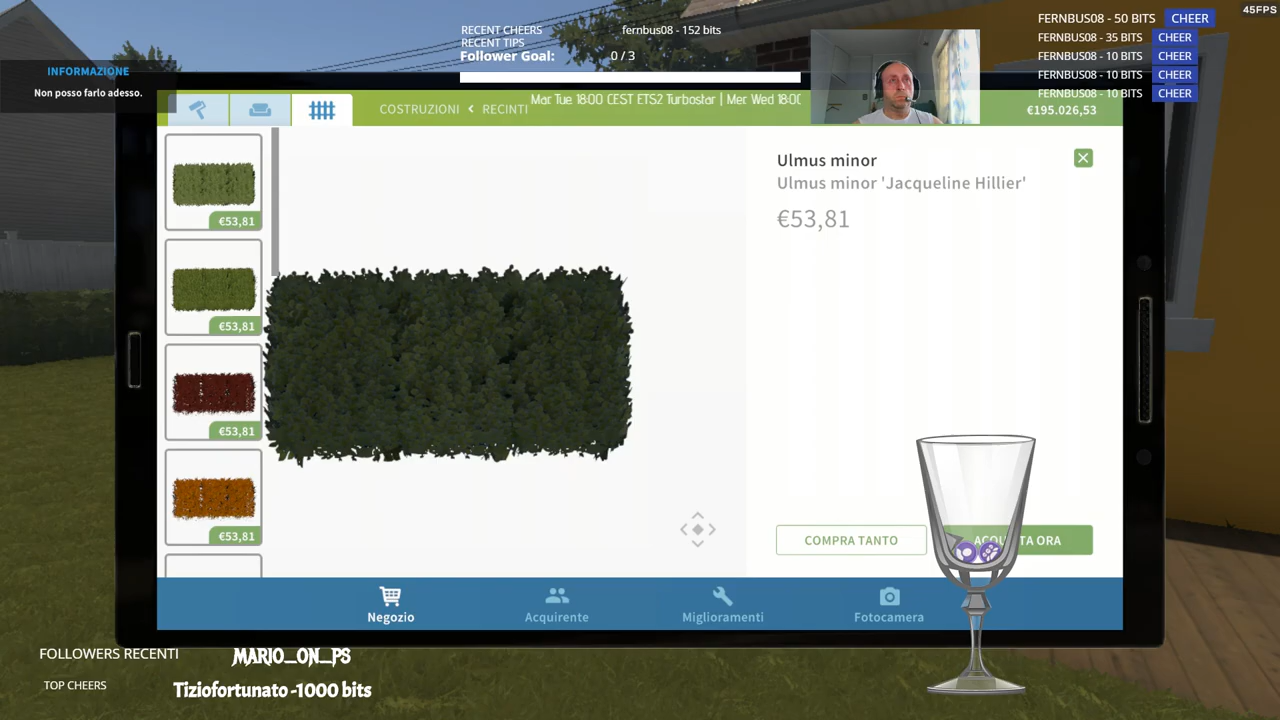 45FPS
RECENT CHEERS fernbus08 - 152 bits
RECENT TIPS
Follower Goal: 0 / 3
FERNBUS08 - 50 BITS CHEER
FERNBUS08 - 35 BITS CHEER
FERNBUS08 - 10 BITS CHEER
FERNBUS08 - 10 BITS CHEER
FERNBUS08 - 10 BITS CHEER
INFORMAZIONE
Non posso farlo adesso.
COSTRUZIONI < RECINTI
Mar Tue 18:00 CEST ETS2 Turbostar | Mer Wed 18:00
€195.026,53
€53,81
€53,81
€53,81
€53,81
Ulmus minor
Ulmus minor 'Jacqueline Hillier'
€53,81
COMPRA TANTO
ORA
Negozio
Acquirente
Miglioramenti
Fotocamera
FOLLOWERS RECENTI MARIO_ON_PS
TOP CHEERS Tiziofortunato -1000 bits